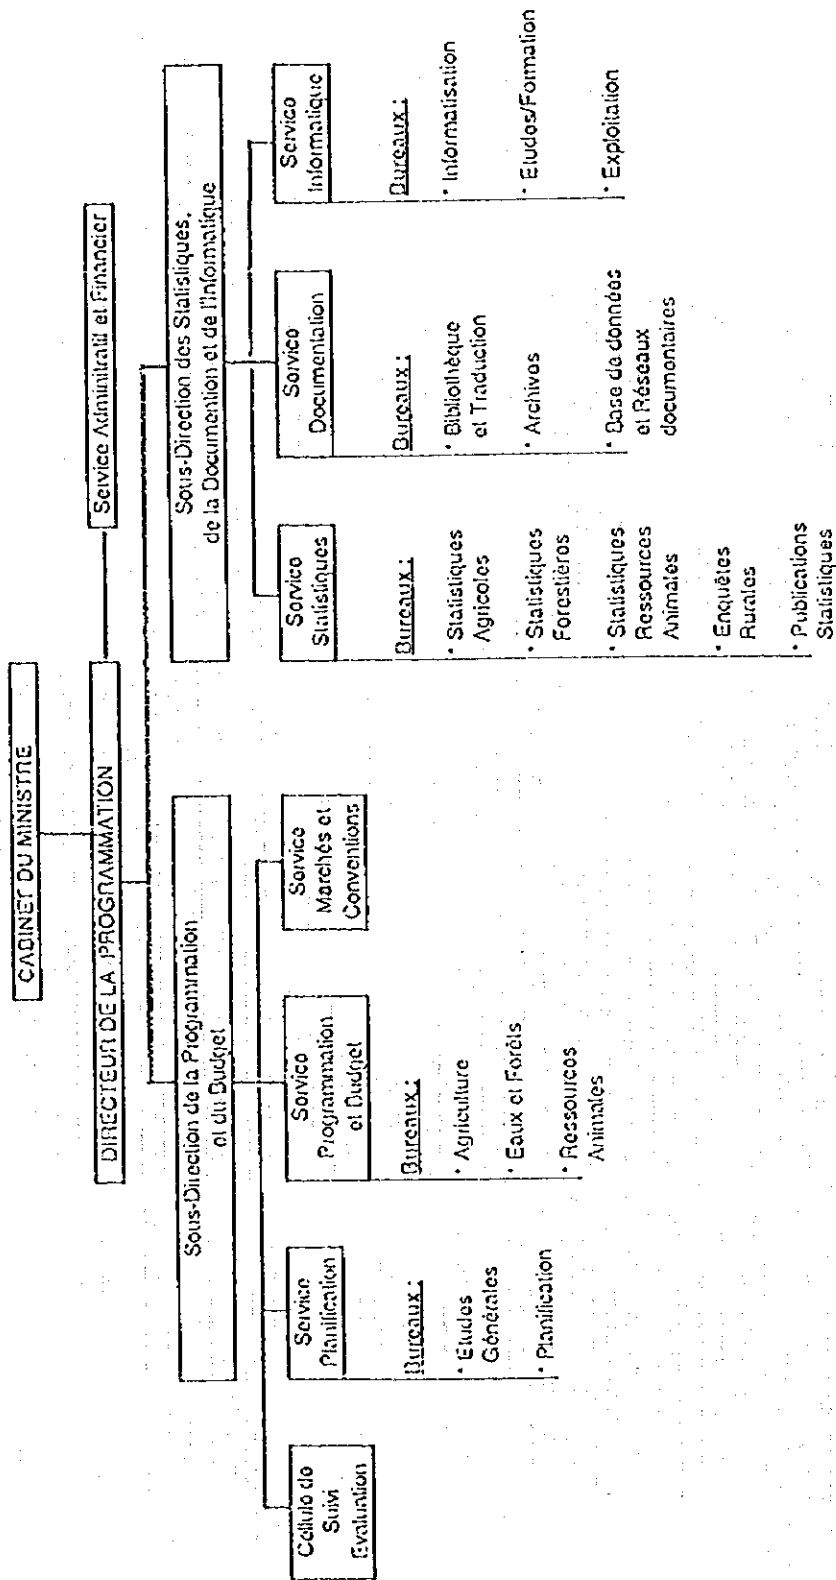 CABINET DU MINISTRE
DIRECTEUR DE LA PROGRAMMATION
Service Adminitratif et Financier
Sous-Direction de la Programmation
et du Budget
Sous-Direction des Statistiques,
de la Documention et de l'Informatique
Cellule de
Suivi
Evaluation
Service
Planification
Bureaux :
• Etudes
Générales
• Planification
Service
Programmation
et Budget
Bureaux :
• Agriculture
• Eaux et Forêts
• Ressources
Animales
Service
Marchés et
Conventions
Service
Statistiques
Bureaux :
• Statistiques
Agricoles
• Statistiques
Forestières
• Statistiques
Ressources
Animales
• Enquêtes
Rurales
• Publications
Statistiques
Service
Documentation
Bureaux :
• Bibliothèque
et Traduction
• Archives
• Base de données
et Réseaux
documentaires
Service
Informatique
Bureaux :
• Informatisation
• Etudes/Formation
• Exploitation